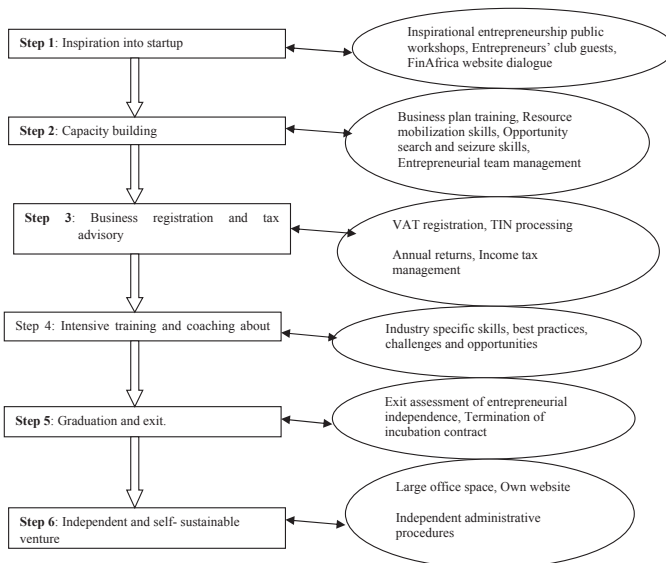 Step 1: Inspiration into startup
Inspirational entrepreneurship public
workshops, Entrepreneurs' club guests,
FinAfrica website dialogue
Step 2: Capacity building
Business plan training, Resource
mobilization skills, Opportunity
search and seizure skills,
Entrepreneurial team management
Step 3: Business registration and tax
advisory
VAT registration, TIN processing
Annual returns, Income tax
management
Step 4: Intensive training and coaching about
Industry specific skills, best practices,
challenges and opportunities
Step 5: Graduation and exit.
Exit assessment of entrepreneurial
independence, Termination of
incubation contract
Step 6: Independent and self- sustainable
venture
Large office space, Own website
Independent administrative
procedures